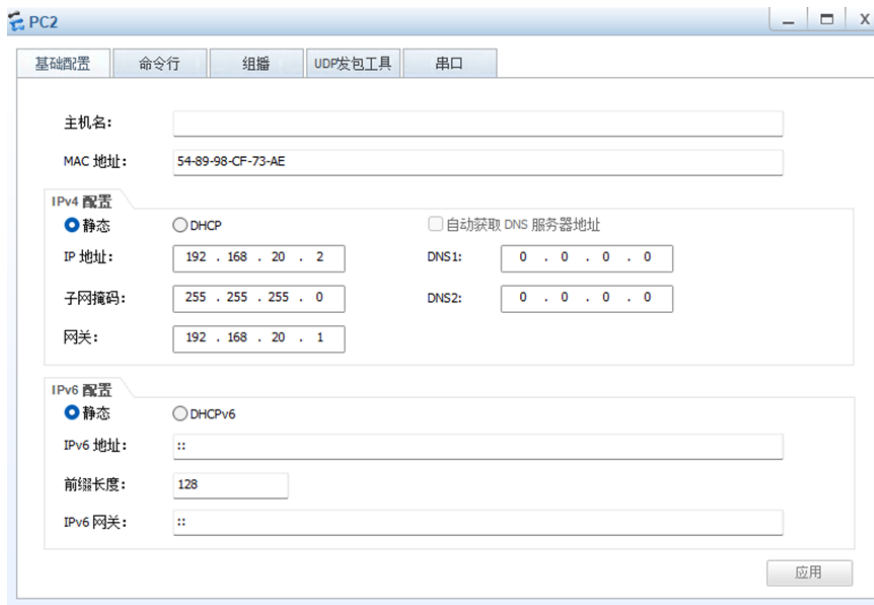 PC2
基础配置 命令行 组播 UDP发包工具 串口
主机名:
MAC 地址: 54-89-98-CF-73-AE
IPv4 配置
静态 DHCP 自动获取 DNS 服务器地址
IP 地址: 192 . 168 . 20 . 2 DNS1: 0 . 0 . 0 . 0
子网掩码: 255 . 255 . 255 . 0 DNS2: 0 . 0 . 0 . 0
网关: 192 . 168 . 20 . 1
IPv6 配置
静态 DHCPv6
IPv6 地址: ::
前缀长度: 128
IPv6 网关: ::
应用